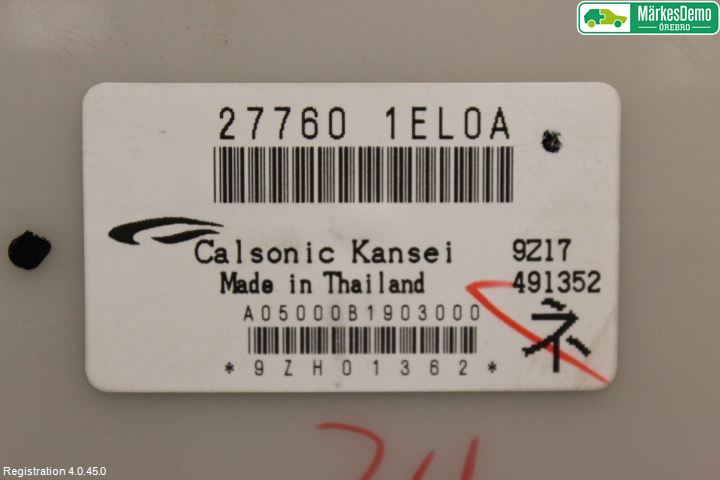 MärkesDemo
ÖREBRO
27760 1EL0A
Calsonic Kansei 9Z17
Made in Thailand 491352
A05000B1903000
ネ
*9ZH01362*
Registration 4.0.45.0